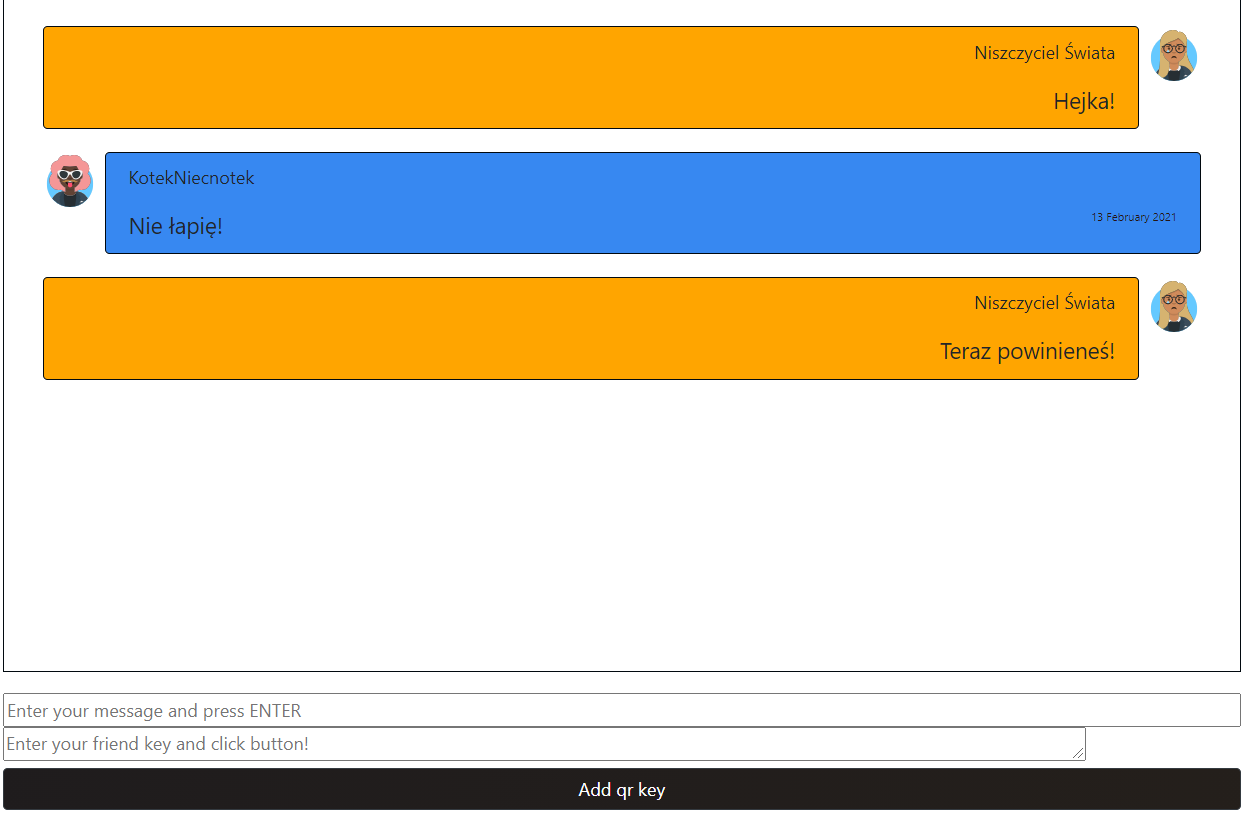 Niszczyciel Świata
Hejka!
KotekNiecnotek
Nie łapię!
13 February 2021
Niszczyciel Świata
Teraz powinieneś!
Enter your message and press ENTER
Enter your friend key and click button!
Add qr key